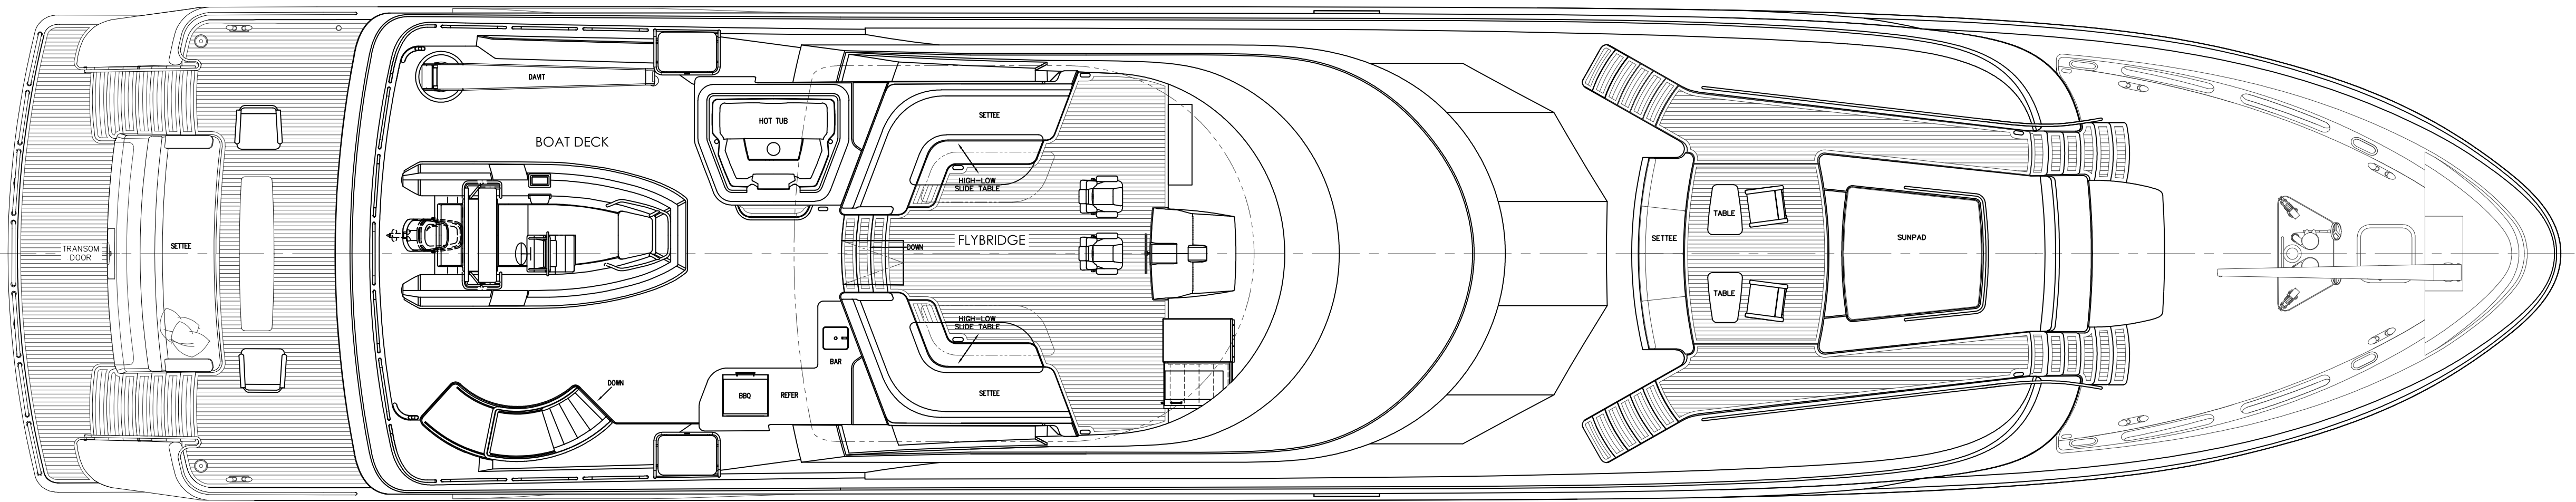 TRANSOM
DOOR
SETTEE
DAVIT
BOAT DECK
HOT TUB
DOWN
BBQ
REFER
BAR
SETTEE
HIGH-LOW
SLIDE TABLE
DOWN
FLYBRIDGE
HIGH-LOW
SLIDE TABLE
SETTEE
SETTEE
TABLE
TABLE
SUNPAD